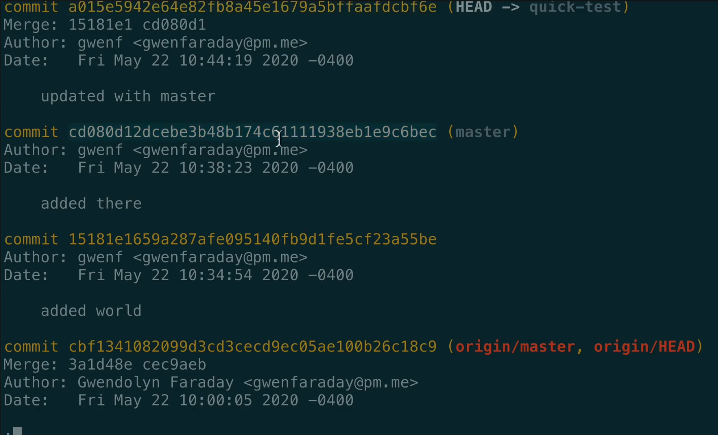 commit a015e5942e64e82fb8a45e1679a5bffaafdcbf6e (HEAD -> quick-test)
Merge: 15181e1 cd080d1
Author: gwenf <gwenfaraday@pm.me>
Date:   Fri May 22 10:44:19 2020 -0400
    updated with master
commit cd080d12dcebe3b48b174c61111938eb1e9c6bec (master)
Author: gwenf <gwenfaraday@pm.me>
Date:   Fri May 22 10:38:23 2020 -0400
    added there
commit 15181e1659a287afe095140fb9d1fe5cf23a55be
Author: gwenf <gwenfaraday@pm.me>
Date:   Fri May 22 10:34:54 2020 -0400
    added world
commit cbf1341082099d3cd3cecd9ec05ae100b26c18c9 (origin/master, origin/HEAD)
Merge: 3a1d48e cec9aeb
Author: Gwendolyn Faraday <gwenfaraday@pm.me>
Date:   Fri May 22 10:00:05 2020 -0400
: